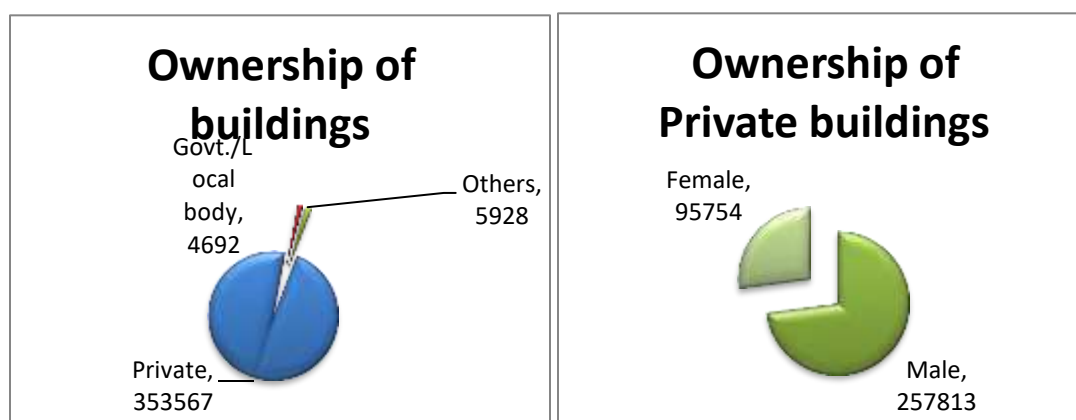 Ownership of
buildings
Govt./L
ocal
body,
4692
Others,
5928
Private,
353567
Ownership of
Private buildings
Female,
95754
Male,
257813